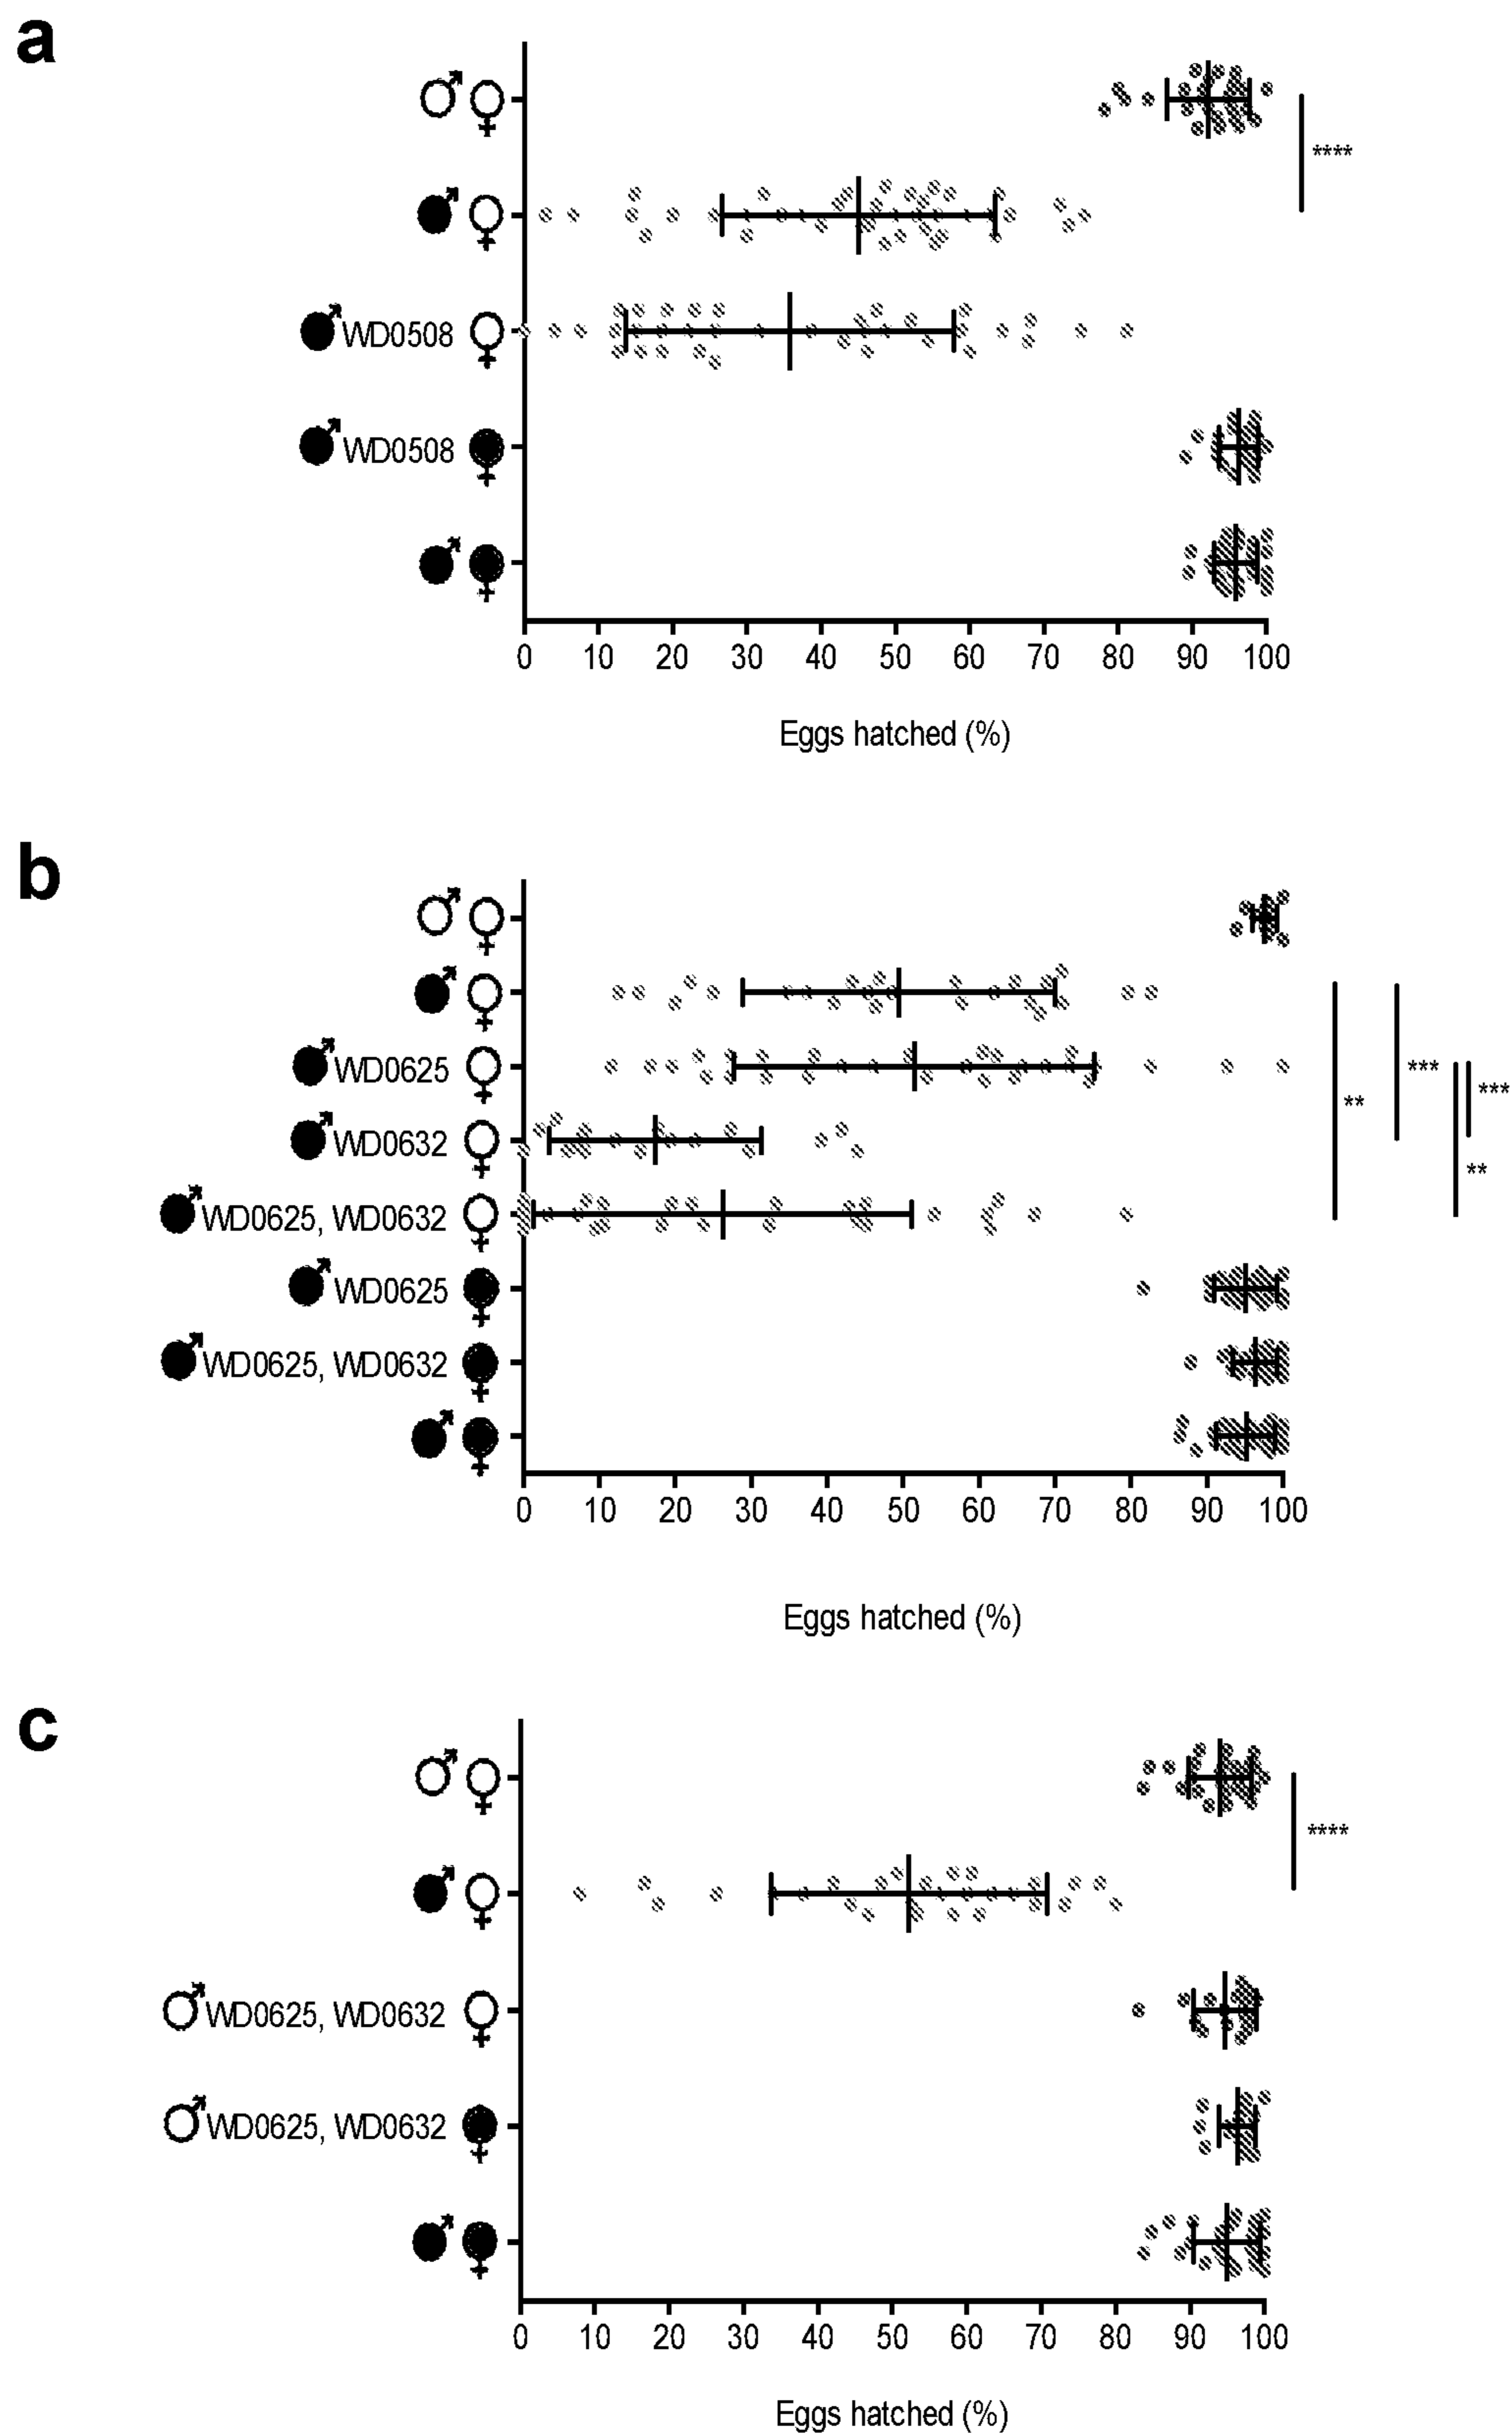 a
****
WD0508
WD0508
0 10 20 30 40 50 60 70 80 90 100
Eggs hatched (%)
b
WD0625
***
***
**
WD0632
**
WD0625, WD0632
WD0625
WD0625, WD0632
0 10 20 30 40 50 60 70 80 90 100
Eggs hatched (%)
c
****
WD0625, WD0632
WD0625, WD0632
0 10 20 30 40 50 60 70 80 90 100
Eggs hatched (%)